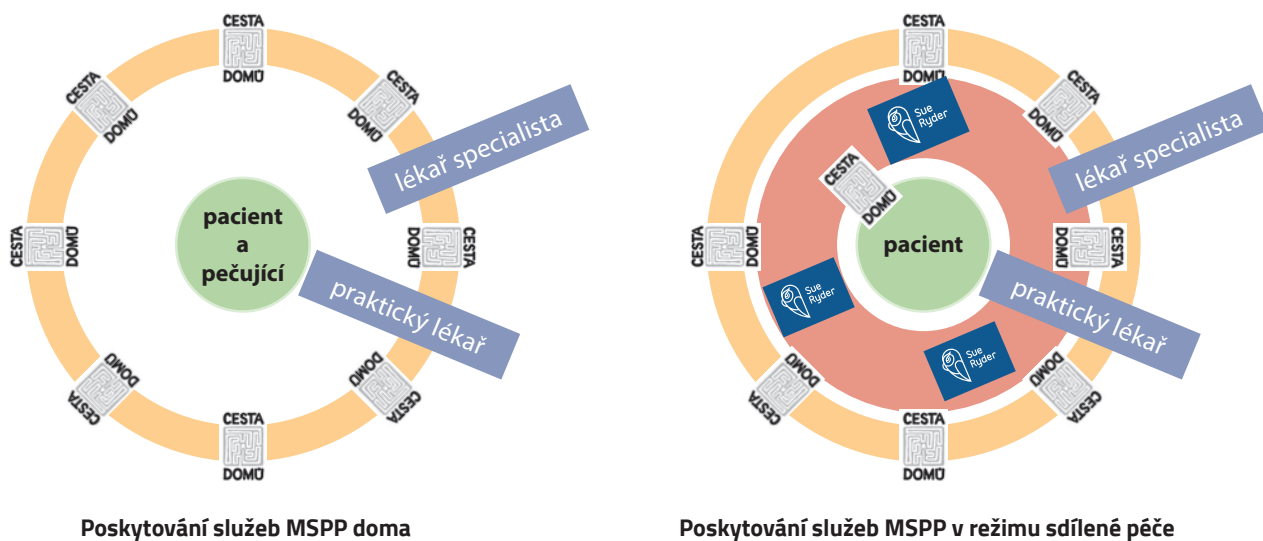 CESTA
DOMŮ
CESTA
DOMŮ
CESTA
DOMŮ
CESTA
DOMŮ
CESTA
DOMŮ
CESTA
DOMŮ
CESTA
DOMŮ
CESTA
DOMŮ
lékař specialista
pacient
a
pečující
praktický lékař
Poskytování služeb MSPP doma
CESTA
DOMŮ
CESTA
DOMŮ
Sue
Ryder
CESTA
DOMŮ
lékař specialista
CESTA
DOMŮ
pacient
CESTA
DOMŮ
Sue
Ryder
praktický lékař
Sue
Ryder
CESTA
DOMŮ
CESTA
DOMŮ
CESTA
DOMŮ
Poskytování služeb MSPP v režimu sdílené péče